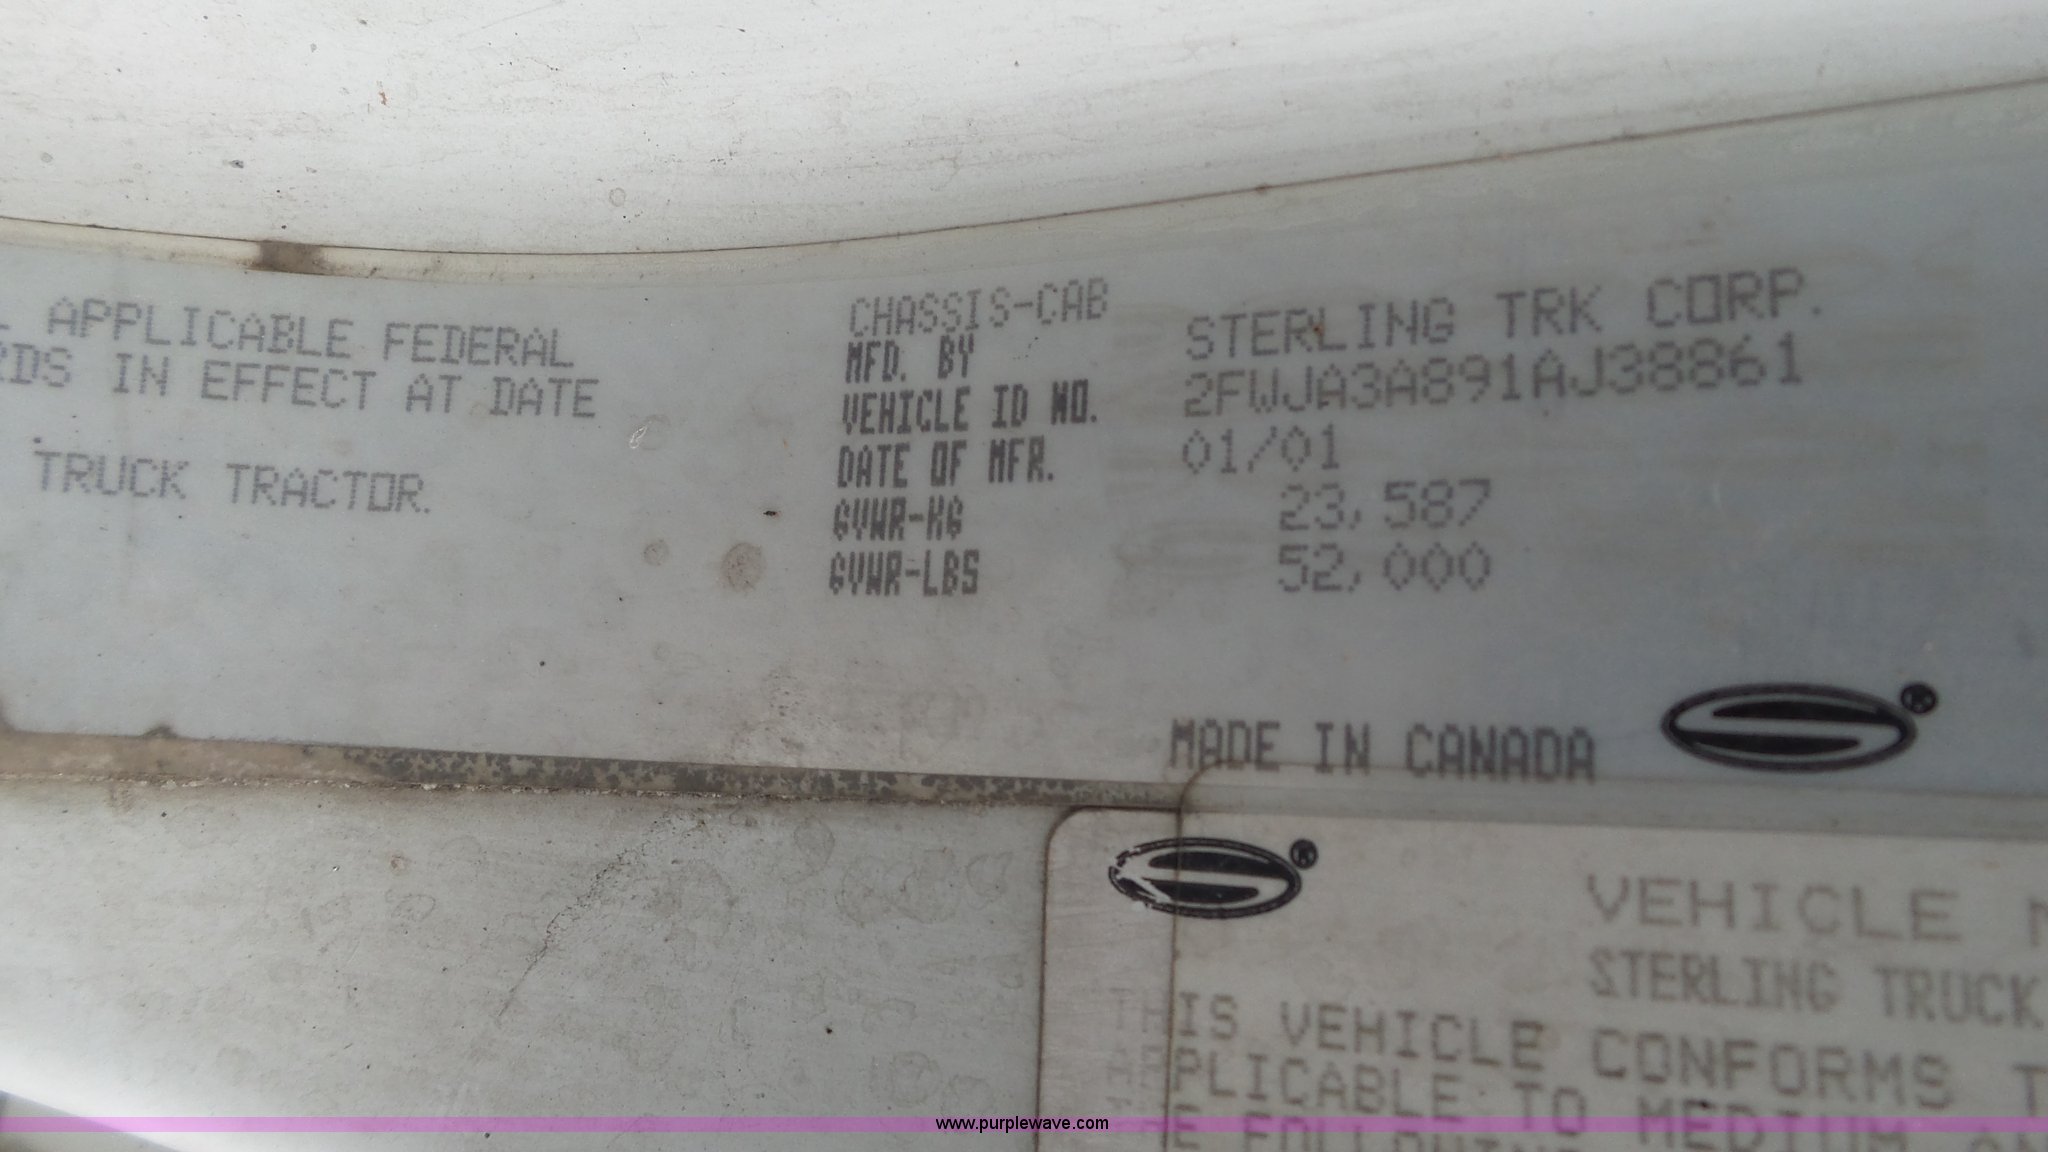 APPLICABLE FEDERAL
RDS IN EFFECT AT DATE
TRUCK TRACTOR.
CHASSIS-CAB
MFD. BY STERLING TRK CORP.
VEHICLE ID NO. 2FWJA3A891AJ38861
DATE OF MFR. 01/01
GVWR-KG 23,587
GVWR-LBS 52,000
MADE IN CANADA
®
®
VEHICLE
STERLING TRUCK
THIS VEHICLE CONFORMS T
APPLICABLE TO MEDIUM AN
FOLLOWIN
www.purplewave.com